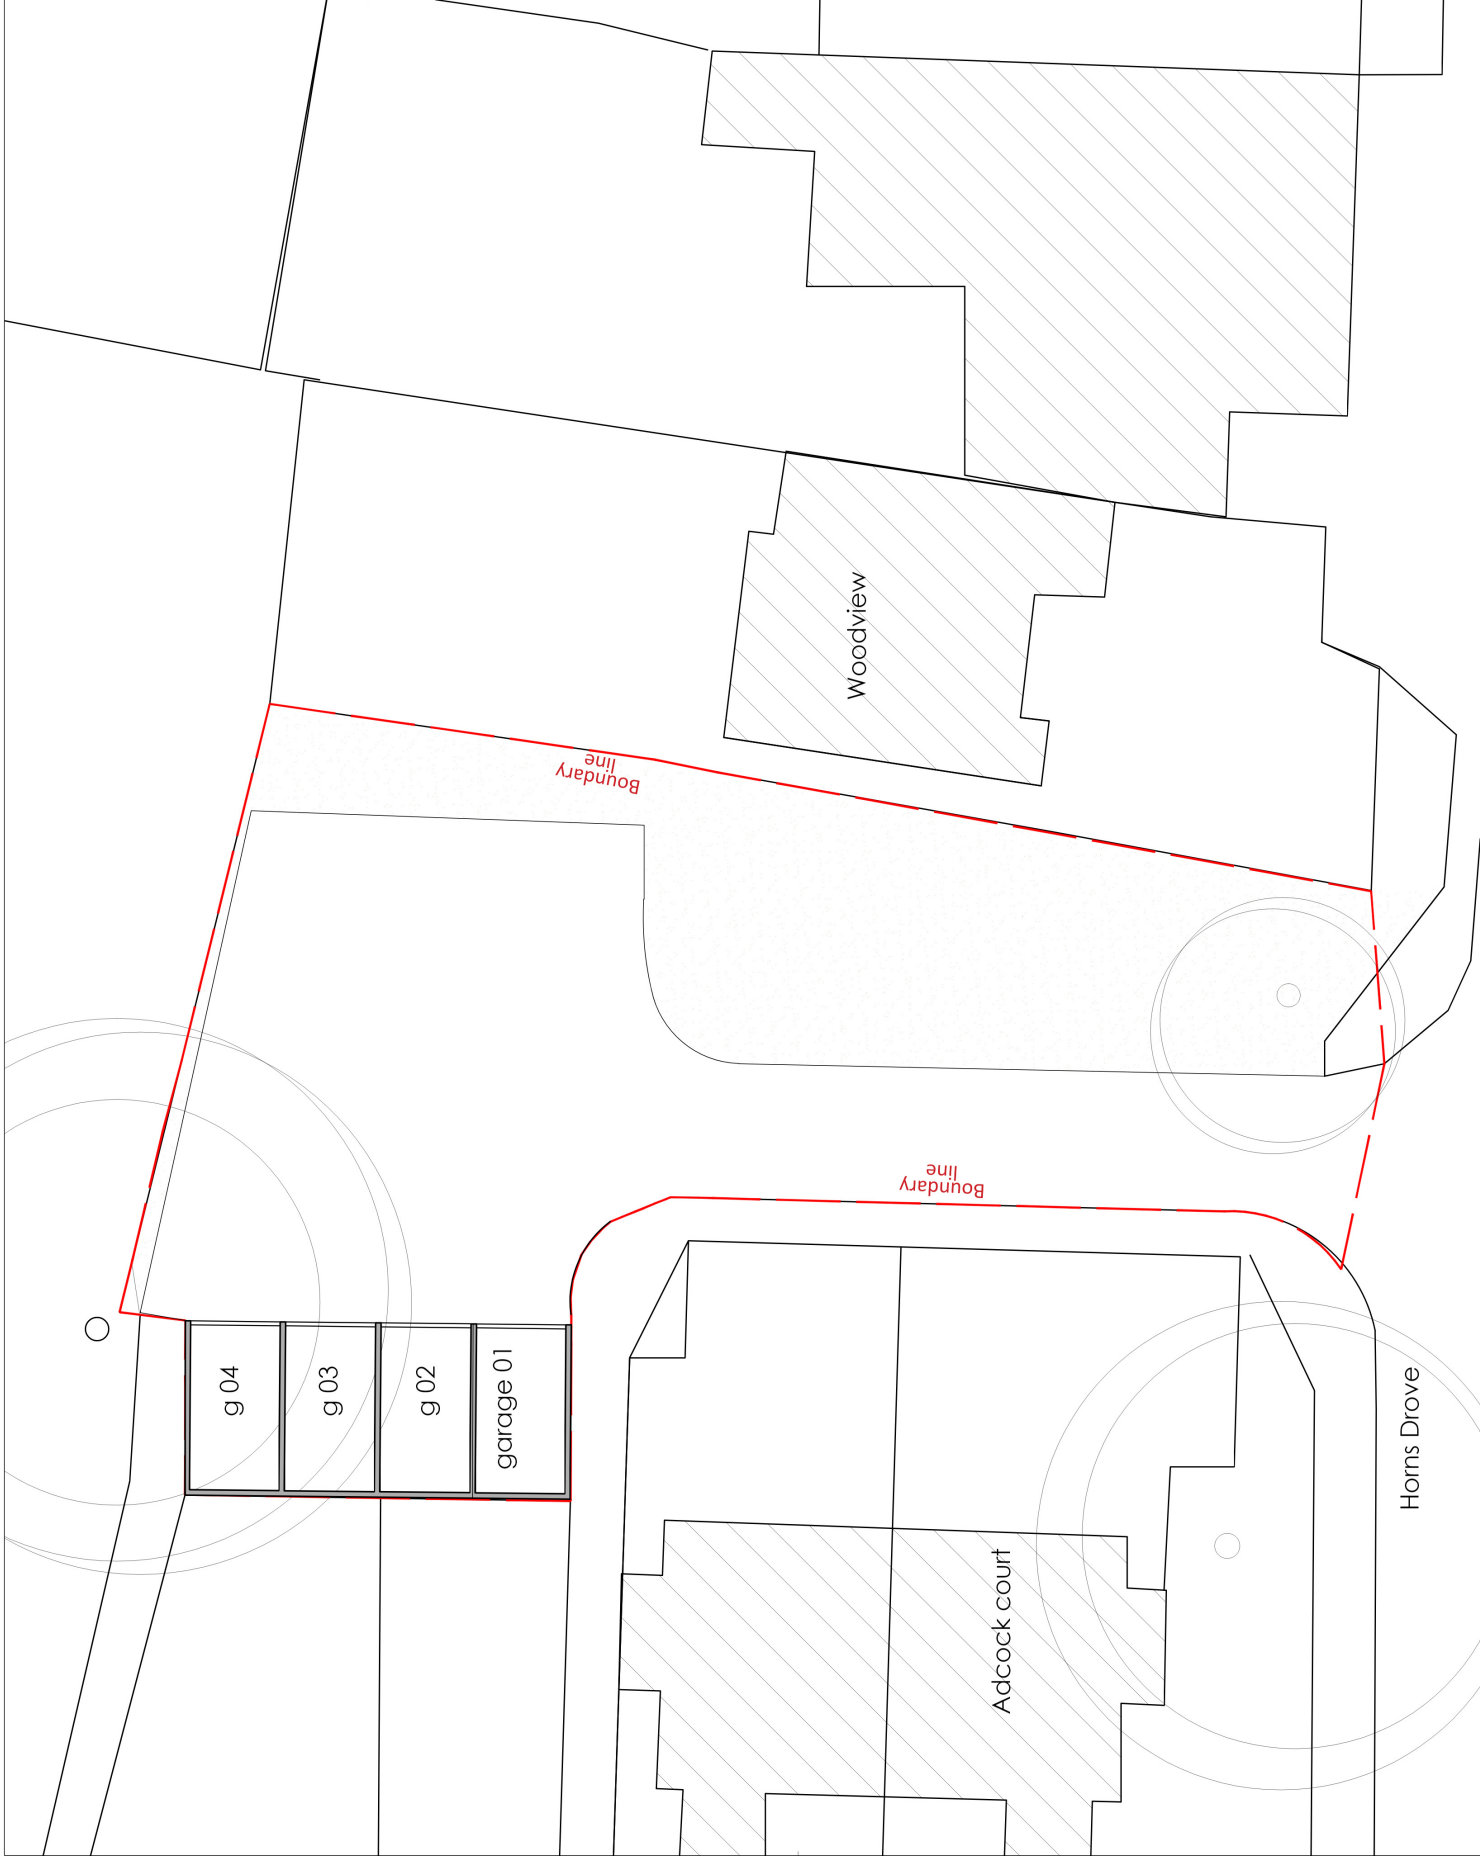 Woodview
Boundary
line
Boundary
line
g 04
g 03
g 02
garage 01
Horns Drove
Adcock court